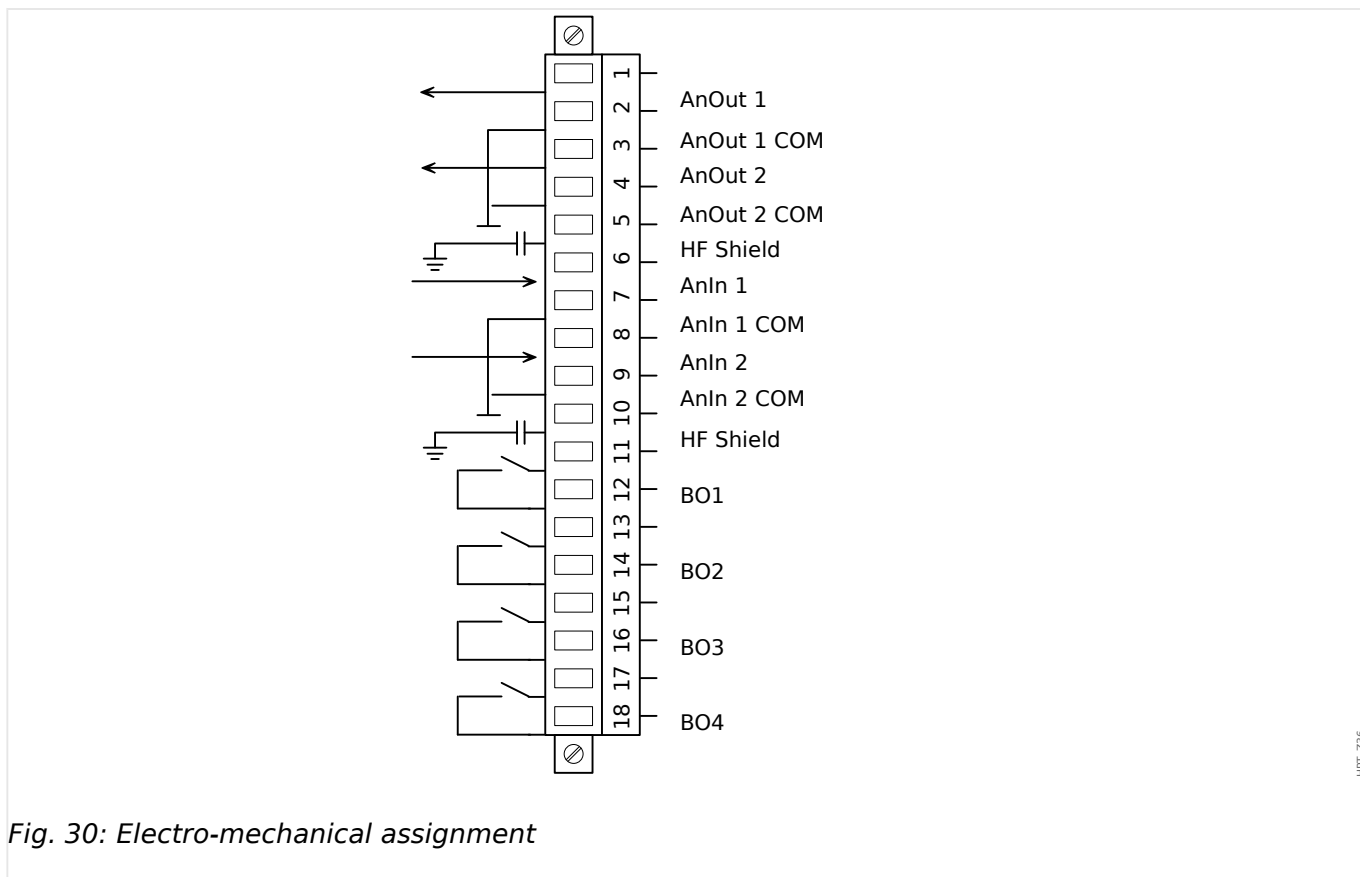 1
2
AnOut 1
3
AnOut 1 COM
4
AnOut 2
5
AnOut 2 COM
6
HF Shield
7
AnIn 1
8
AnIn 1 COM
9
AnIn 2
10
AnIn 2 COM
11
HF Shield
12
BO1
13
14
BO2
15
16
BO3
17
18
BO4
Fig. 30: Electro-mechanical assignment